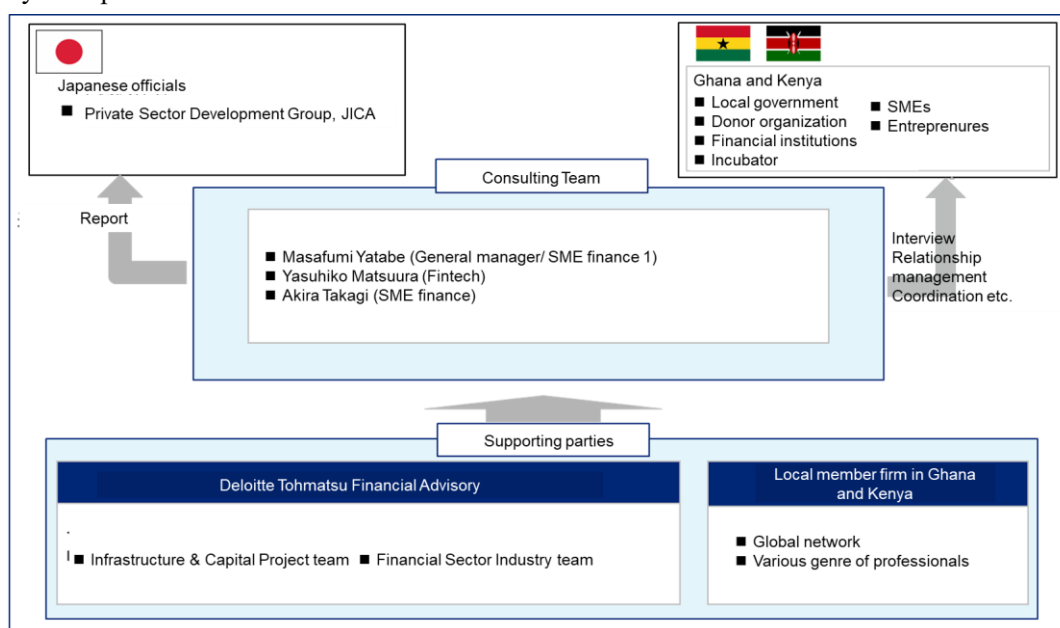 Japanese officials
■ Private Sector Development Group, JICA
Ghana and Kenya
■ Local government
■ Donor organization
■ Financial institutions
■ Incubator
■ SMEs
■ Entreprenures
Consulting Team
Report
■ Masafumi Yatabe (General manager/ SME finance 1)
■ Yasuhiko Matsuura (Fintech)
■ Akira Takagi (SME finance)
Interview
Relationship
management
Coordination etc.
Supporting parties
Deloitte Tohmatsu Financial Advisory
■ Infrastructure & Capital Project team ■ Financial Sector Industry team
Local member firm in Ghana
and Kenya
■ Global network
■ Various genre of professionals